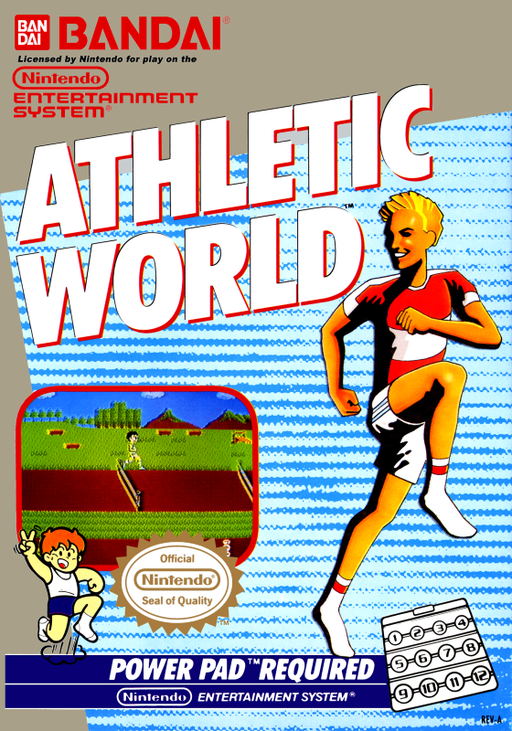 BAN
DAI
BANDAI®
Licensed by Nintendo for play on the
Nintendo
ENTERTAINMENT
SYSTEM®
ATHLETIC
WORLD™
Official
Nintendo®
Seal of Quality
TM
POWER PAD™ REQUIRED
Nintendo ENTERTAINMENT SYSTEM®
1 2 3 4
5 6 7 8
9 10 11 12
REV-A